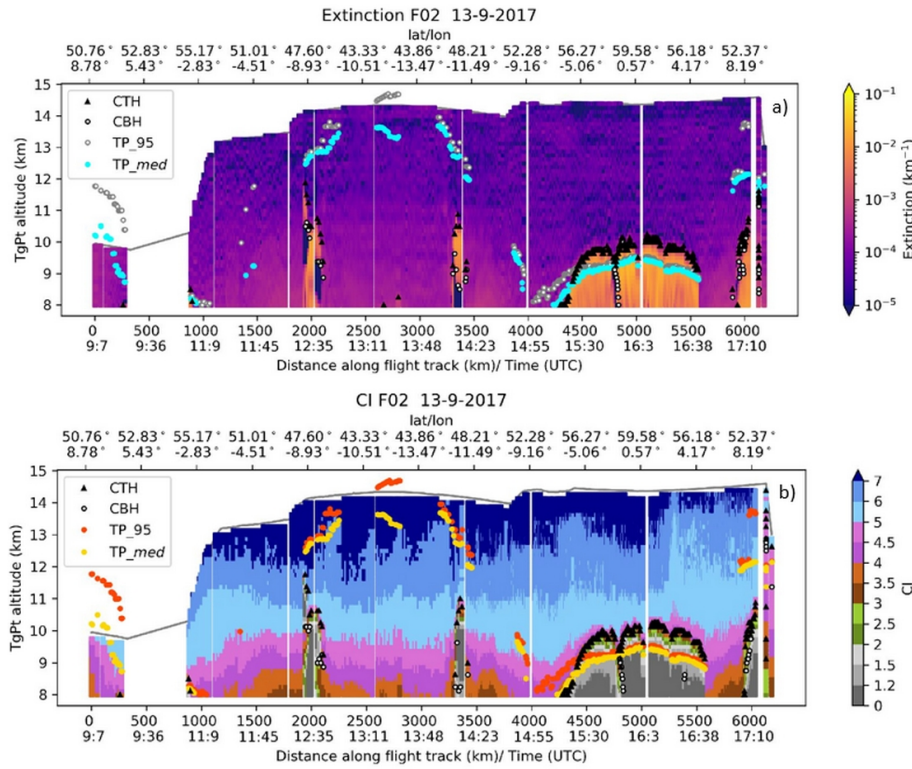 Extinction F02 13-9-2017
lat/lon
50.76° 52.83° 55.17° 51.01° 47.60° 43.33° 43.86° 48.21° 52.28° 56.27° 59.58° 56.18° 52.37°
8.78° 5.43° -2.83° -4.51° -8.93° -10.51° -13.47° -11.49° -9.16° -5.06° 0.57° 4.17° 8.19°
15
14
13
12
11
10
9
8
TgPt altitude (km)
CTH
CBH
TP_95
TP_med
a)
10⁻¹
10⁻²
10⁻³
10⁻⁴
10⁻⁵
Extinction (km⁻¹)
0 500 1000 1500 2000 2500 3000 3500 4000 4500 5000 5500 6000
9:7 9:36 11:9 11:45 12:35 13:11 13:48 14:23 14:55 15:30 16:3 16:38 17:10
Distance along flight track (km)/ Time (UTC)
CI F02 13-9-2017
lat/lon
50.76° 52.83° 55.17° 51.01° 47.60° 43.33° 43.86° 48.21° 52.28° 56.27° 59.58° 56.18° 52.37°
8.78° 5.43° -2.83° -4.51° -8.93° -10.51° -13.47° -11.49° -9.16° -5.06° 0.57° 4.17° 8.19°
15
14
13
12
11
10
9
8
TgPt altitude (km)
CTH
CBH
TP_95
TP_med
b)
7
6
5
4.5
4
3.5
3
2.5
2
1.5
1.2
0
CI
0 500 1000 1500 2000 2500 3000 3500 4000 4500 5000 5500 6000
9:7 9:36 11:9 11:45 12:35 13:11 13:48 14:23 14:55 15:30 16:3 16:38 17:10
Distance along flight track (km)/ Time (UTC)